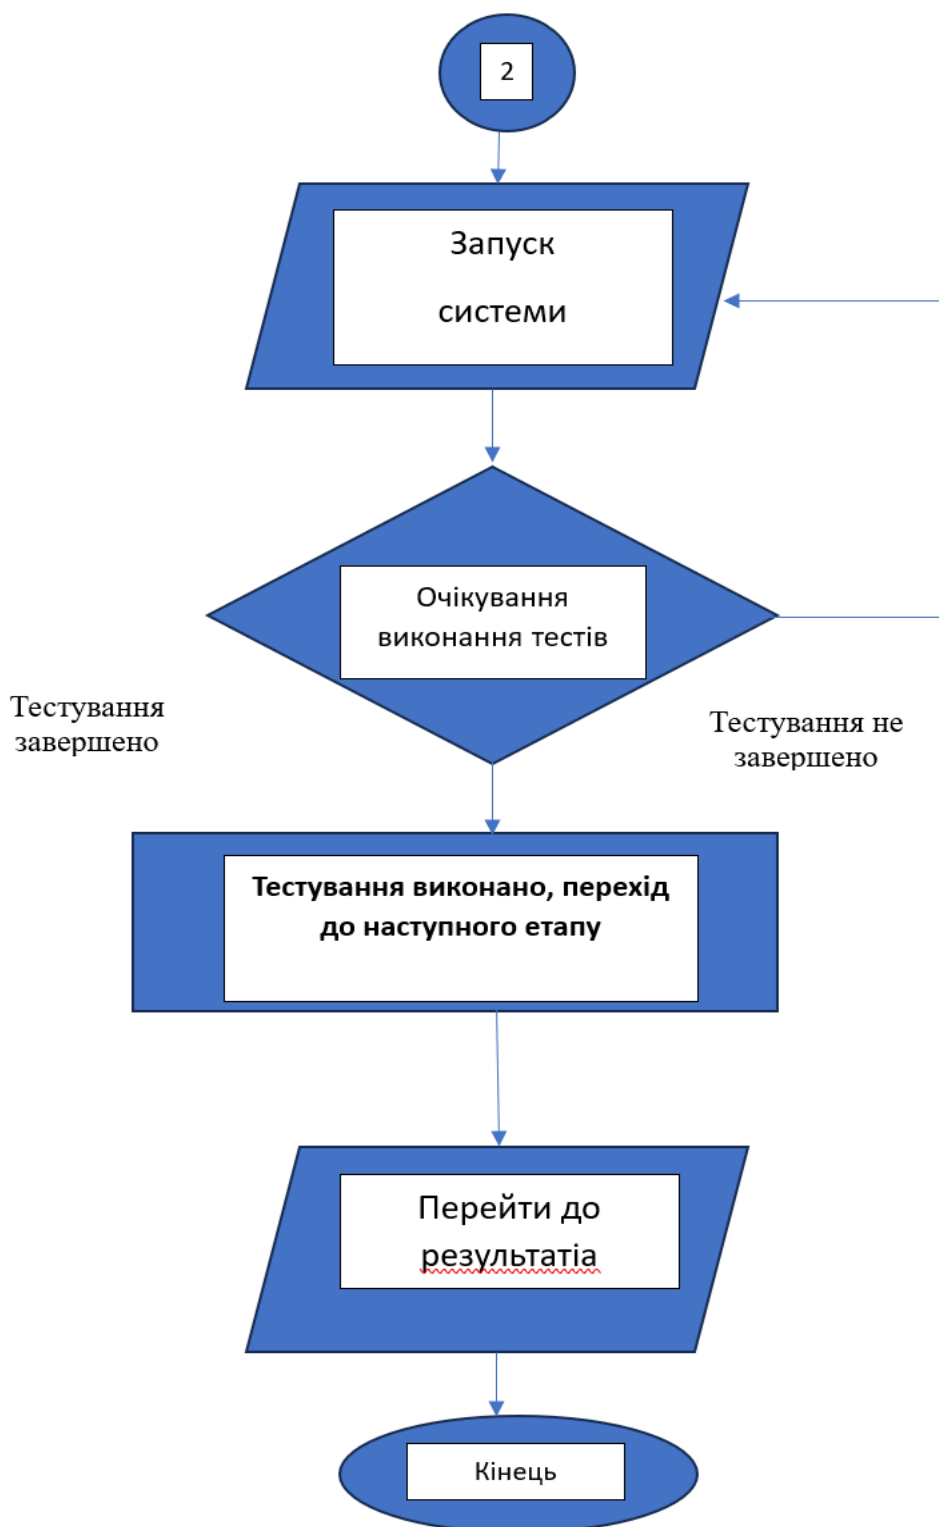 2
Запуск
системи
Очікування
виконання тестів
Тестування
завершено
Тестування не
завершено
Тестування виконано, перехід
до наступного етапу
Перейти до
результатіа
Кінець